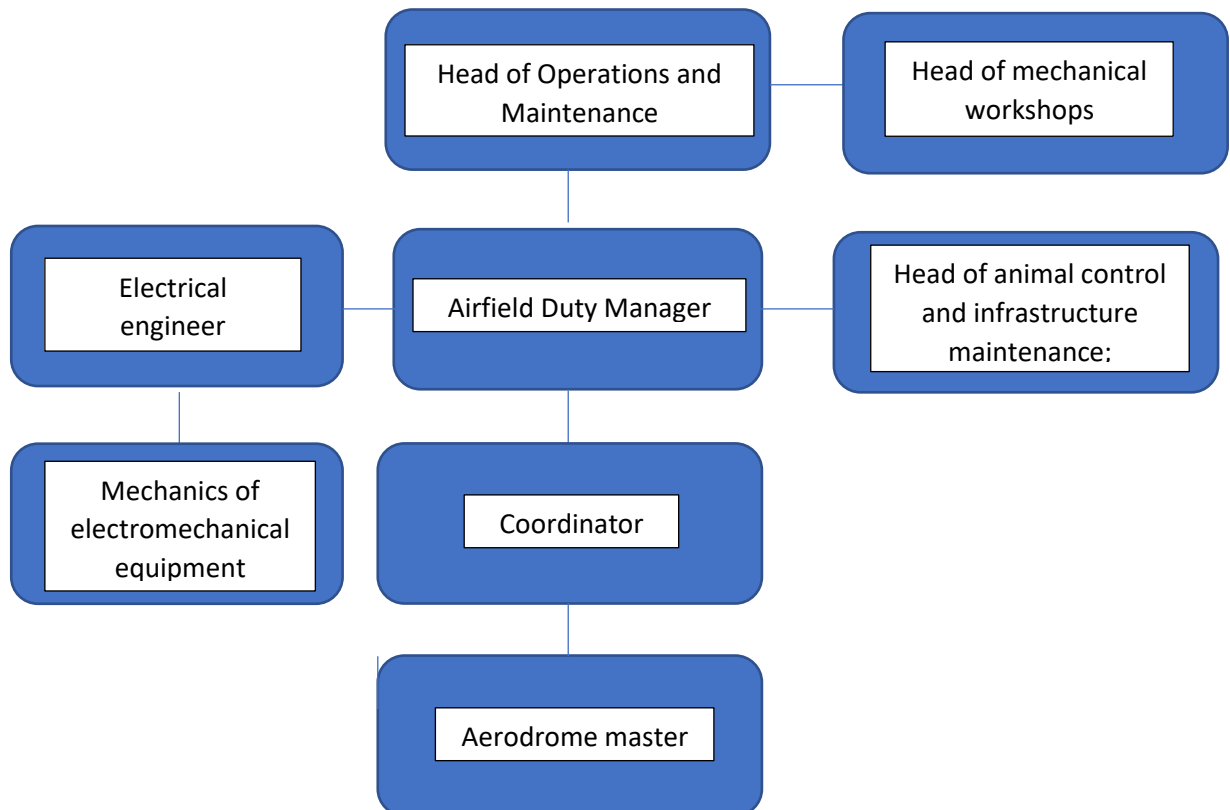 Head of Operations and
Maintenance
Head of mechanical
workshops
Electrical
engineer
Airfield Duty Manager
Head of animal control
and infrastructure
maintenance;
Mechanics of
electromechanical
equipment
Coordinator
Aerodrome master